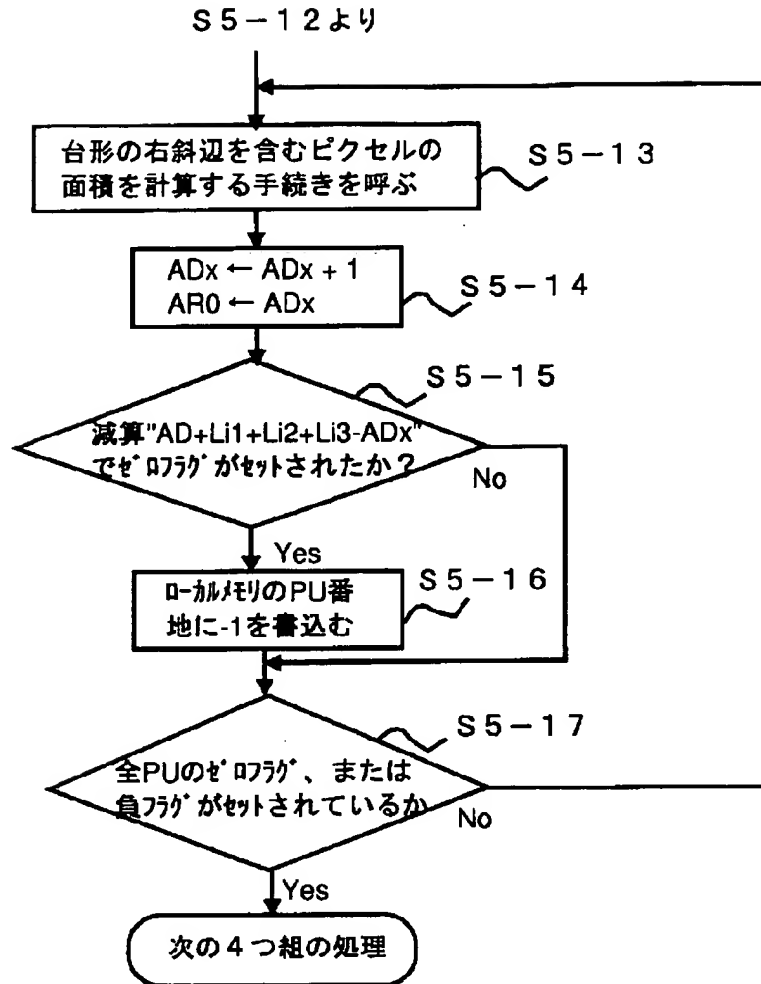 S5-12より
台形の右斜辺を含むピクセルの
面積を計算する手続きを呼ぶ
S5-13
ADx ← ADx + 1
AR0 ← ADx
S5-14
S5-15
減算"AD+Li1+Li2+Li3-ADx"
でｾﾞﾛﾌﾗｸﾞがｾｯﾄされたか？
No
Yes
ﾛｰｶﾙﾒﾓﾘのPU番
地に-1を書込む
S5-16
S5-17
全PUのｾﾞﾛﾌﾗｸﾞ、または
負ﾌﾗｸﾞがｾｯﾄされているか
No
Yes
次の4つ組の処理